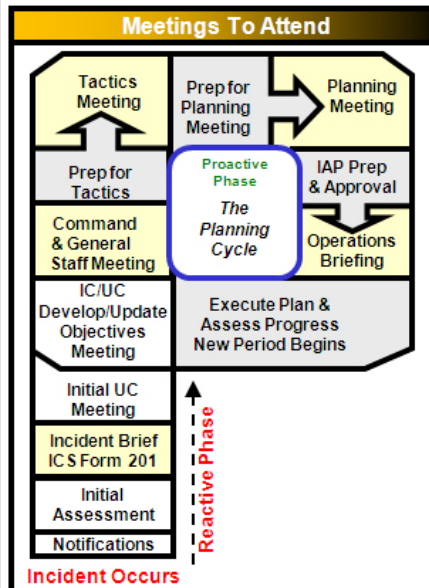 Meetings To Attend
Tactics
Meeting
Prep for
Planning
Meeting
Planning
Meeting
Prep for
Tactics
Proactive
Phase
The
Planning
Cycle
IAP Prep
& Approval
Command
& General
Staff Meeting
Operations
Briefing
IC/UC
Develop/Update
Objectives
Meeting
Execute Plan &
Assess Progress
New Period Begins
Initial UC
Meeting
Incident Brief
ICS Form 201
Initial
Assessment
Notifications
Reactive Phase
Incident Occurs